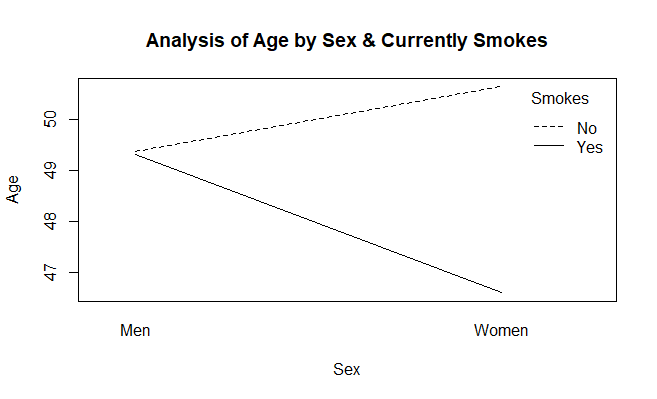 Analysis of Age by Sex & Currently Smokes
Smokes
No
Yes
50
49
48
47
Age
Men
Women
Sex